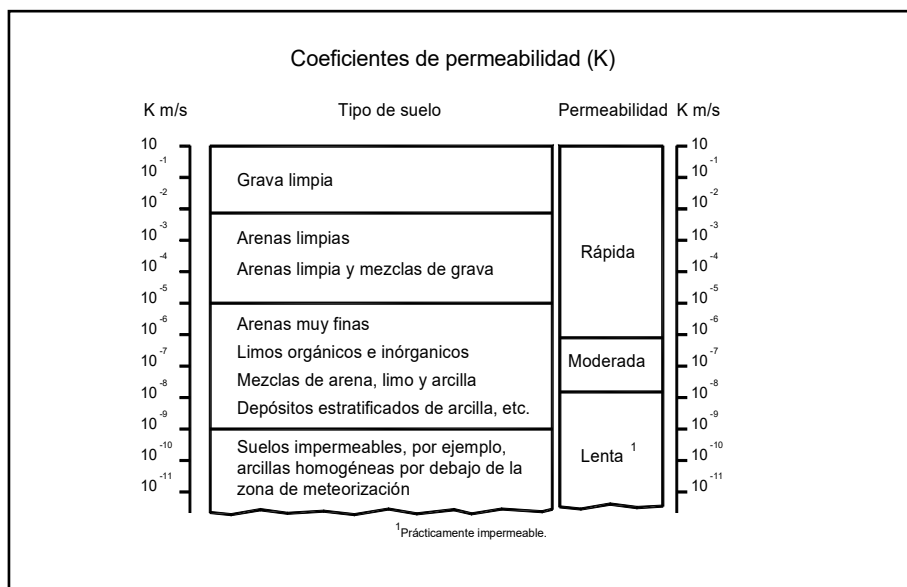 Coeficientes de permeabilidad (K)
K m/s Tipo de suelo Permeabilidad K m/s
10 10
10⁻¹ 10⁻¹
Grava limpia
10⁻² 10⁻²
10⁻³ Arenas limpias 10⁻³
Rápida
10⁻⁴ Arenas limpia y mezclas de grava 10⁻⁴
10⁻⁵ 10⁻⁵
10⁻⁶ Arenas muy finas 10⁻⁶
10⁻⁷ Limos orgánicos e inórganicos Moderada 10⁻⁷
10⁻⁸ Mezclas de arena, limo y arcilla 10⁻⁸
10⁻⁹ Depósitos estratificados de arcilla, etc. 10⁻⁹
10⁻¹⁰ Suelos impermeables, por ejemplo, 10⁻¹⁰
arcillas homogéneas por debajo de la Lenta ¹
10⁻¹¹ zona de meteorización 10⁻¹¹
¹Prácticamente impermeable.